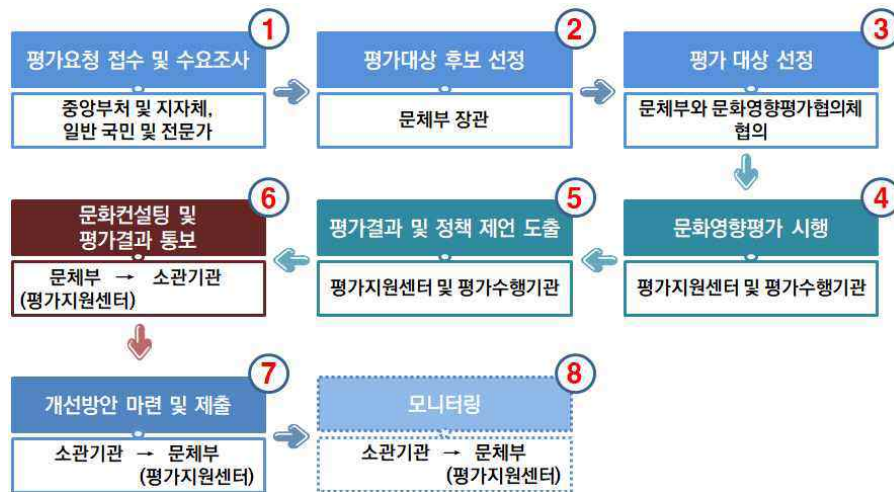 1
평가요청 접수 및 수요조사
중앙부처 및 지자체,
일반 국민 및 전문가
2
평가대상 후보 선정
문체부 장관
3
평가 대상 선정
문체부와 문화영향평가협의체
협의
4
문화영향평가 시행
평가지원센터 및 평가수행기관
5
평가결과 및 정책 제언 도출
평가지원센터 및 평가수행기관
6
문화컨설팅 및
평가결과 통보
문체부 → 소관기관
(평가지원센터)
7
개선방안 마련 및 제출
소관기관 → 문체부
(평가지원센터)
8
모니터링
소관기관 → 문체부
(평가지원센터)